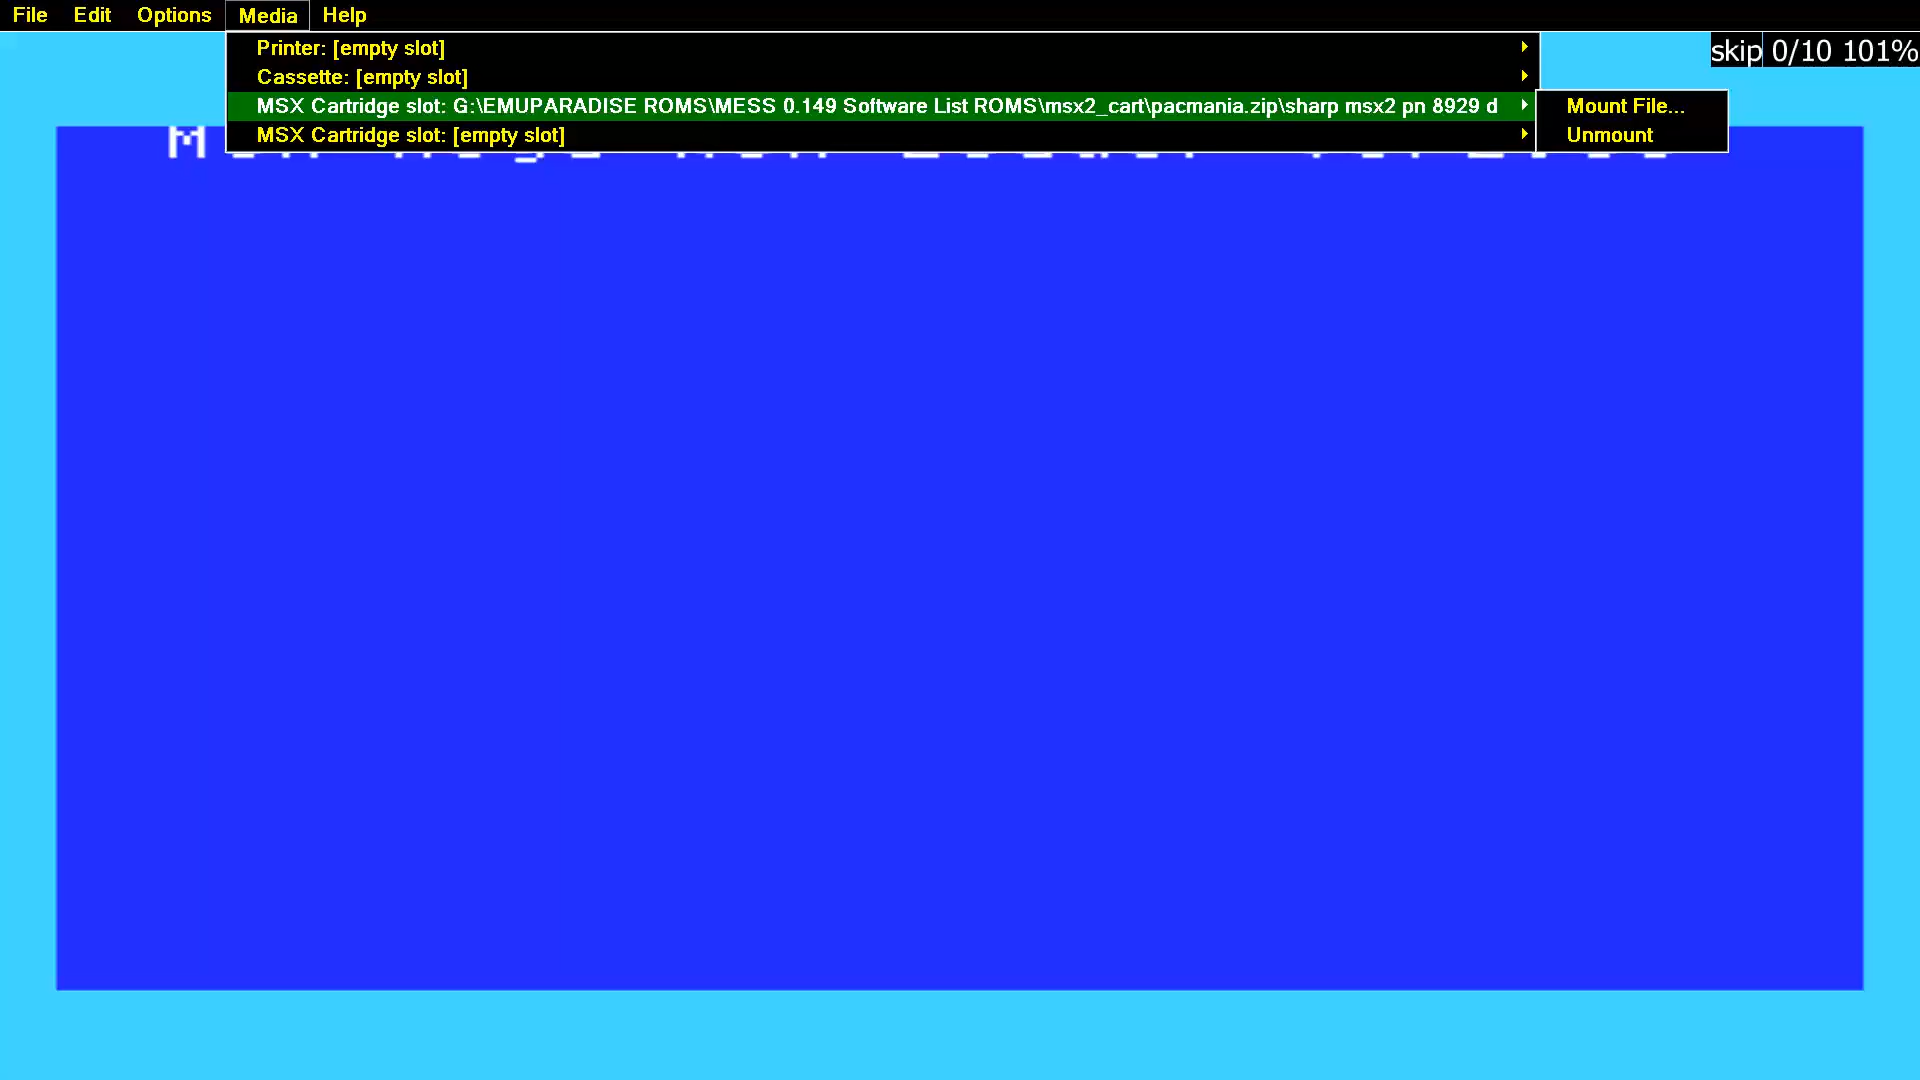 File Edit Options Media Help
skip 0/10 101%
Printer: [empty slot]
Cassette: [empty slot]
MSX Cartridge slot: G:\EMUPARADISE ROMS\MESS 0.149 Software List ROMS\msx2_cart\pacmania.zip\sharp msx2 pn 8929 d
Mount File...
MSX Cartridge slot: [empty slot]
Unmount
M